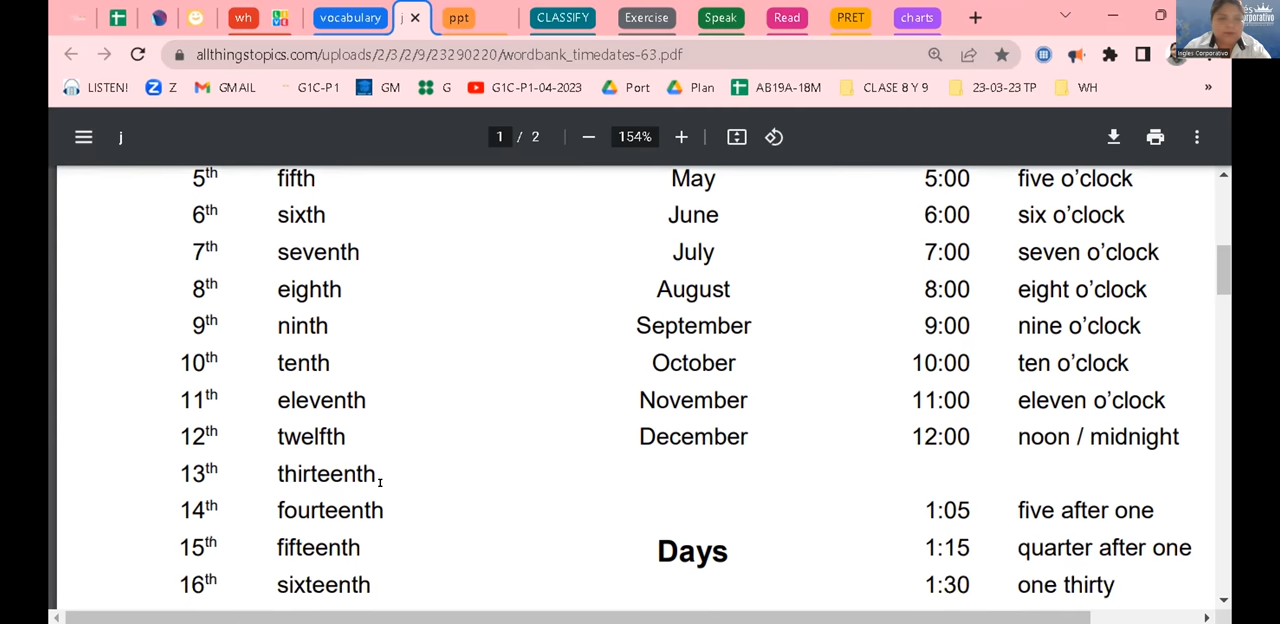 wh vocabulary j ppt CLASSIFY Exercise Speak Read PRET charts
allthingstopics.com/uploads/2/3/2/9/23290220/wordbank_timedates-63.pdf
LISTEN! Z GMAIL G1C-P1 GM G G1C-P1-04-2023 Port Plan AB19A-18M CLASE 8 Y 9 23-03-23 TP WH »
Ingles Corporativo
j 1 / 2 154%
5th fifth May 5:00 five o'clock
6th sixth June 6:00 six o'clock
7th seventh July 7:00 seven o'clock
8th eighth August 8:00 eight o'clock
9th ninth September 9:00 nine o'clock
10th tenth October 10:00 ten o'clock
11th eleventh November 11:00 eleven o'clock
12th twelfth December 12:00 noon / midnight
13th thirteenth
14th fourteenth 1:05 five after one
15th fifteenth Days 1:15 quarter after one
16th sixteenth 1:30 one thirty